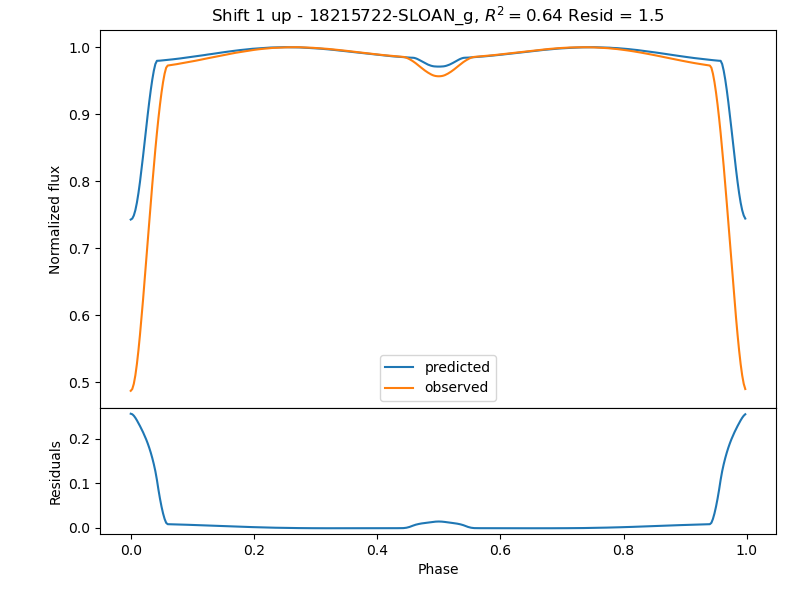 Shift 1 up - 18215722-SLOAN_g, R² = 0.64 Resid = 1.5
Normalized flux
1.0
0.9
0.8
0.7
0.6
0.5
predicted
observed
Residuals
0.2
0.1
0.0
0.0 0.2 0.4 0.6 0.8 1.0
Phase